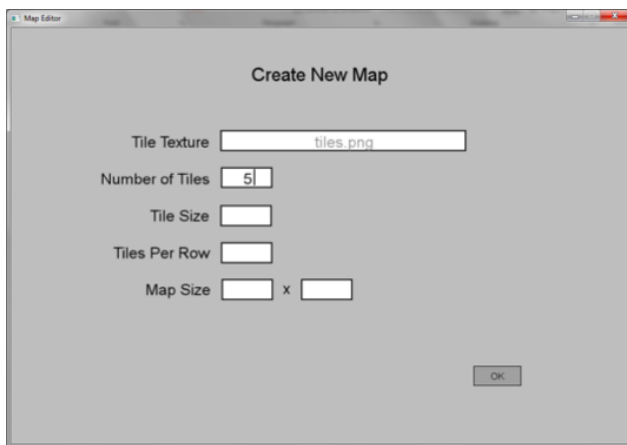 Map Editor
Create New Map
Tile Texture tiles.png
Number of Tiles 5
Tile Size
Tiles Per Row
Map Size x
OK